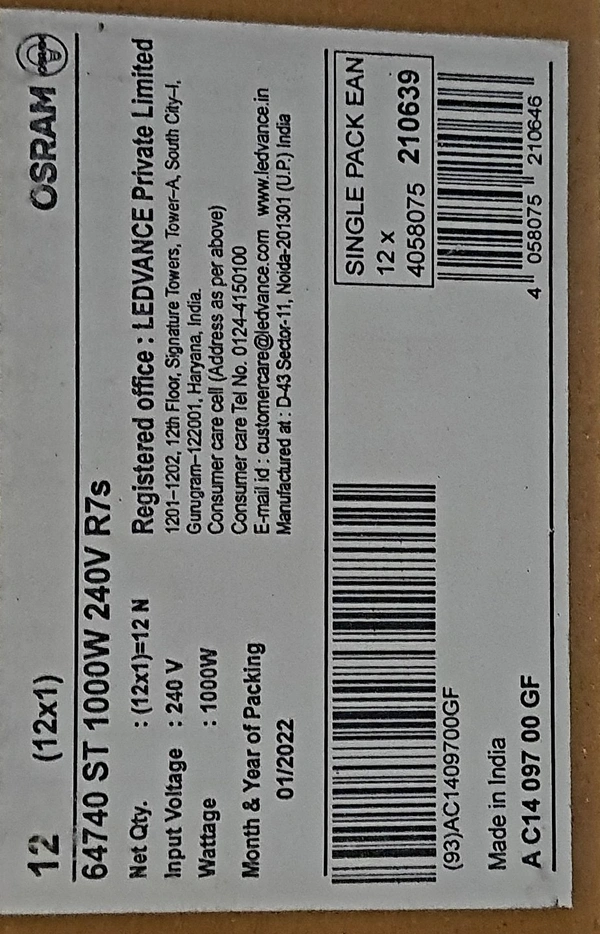 12 (12x1) OSRAM
64740 ST 1000W 240V R7s
Net Qty. : (12x1)=12 N
Input Voltage : 240 V
Wattage : 1000W
Month & Year of Packing
01/2022
Registered office : LEDVANCE Private Limited
1201–1202, 12th Floor, Signature Towers, Tower–A, South City–I,
Gurugram–122001, Haryana, India.
Consumer care cell (Address as per above)
Consumer care Tel No. 0124-4150100
E-mail id : customercare@ledvance.com www.ledvance.in
Manufactured at : D-43 Sector-11, Noida-201301 (U.P.) India
(93)AC1409700GF
Made in India
A C14 097 00 GF
SINGLE PACK EAN
12 x
4058075 210639
4 058075 210646